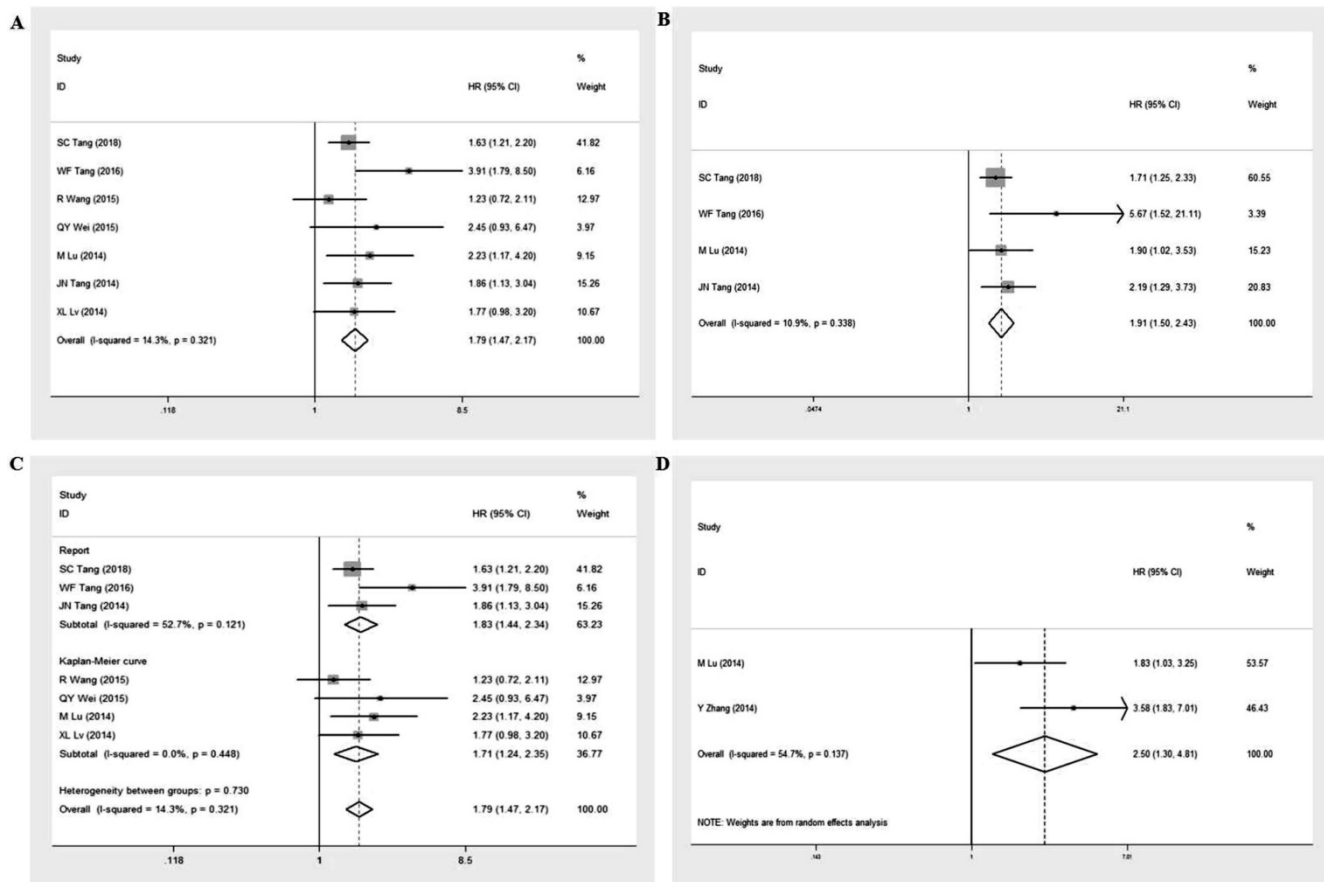 A
Study %
ID HR (95% CI) Weight
SC Tang (2018) 1.63 (1.21, 2.20) 41.82
WF Tang (2016) 3.91 (1.79, 8.50) 6.16
R Wang (2015) 1.23 (0.72, 2.11) 12.97
QY Wei (2015) 2.45 (0.93, 6.47) 3.97
M Lu (2014) 2.23 (1.17, 4.20) 9.15
JN Tang (2014) 1.86 (1.13, 3.04) 15.26
XL Lv (2014) 1.77 (0.98, 3.20) 10.67
Overall (I-squared = 14.3%, p = 0.321) 1.79 (1.47, 2.17) 100.00
.118 1 8.5
B
Study %
ID HR (95% CI) Weight
SC Tang (2018) 1.71 (1.25, 2.33) 60.55
WF Tang (2016) 5.67 (1.52, 21.11) 3.39
M Lu (2014) 1.90 (1.02, 3.53) 15.23
JN Tang (2014) 2.19 (1.29, 3.73) 20.83
Overall (I-squared = 10.9%, p = 0.338) 1.91 (1.50, 2.43) 100.00
.0474 1 21.1
C
Study %
ID HR (95% CI) Weight
Report
SC Tang (2018) 1.63 (1.21, 2.20) 41.82
WF Tang (2016) 3.91 (1.79, 8.50) 6.16
JN Tang (2014) 1.86 (1.13, 3.04) 15.26
Subtotal (I-squared = 52.7%, p = 0.121) 1.83 (1.44, 2.34) 63.23
Kaplan-Meier curve
R Wang (2015) 1.23 (0.72, 2.11) 12.97
QY Wei (2015) 2.45 (0.93, 6.47) 3.97
M Lu (2014) 2.23 (1.17, 4.20) 9.15
XL Lv (2014) 1.77 (0.98, 3.20) 10.67
Subtotal (I-squared = 0.0%, p = 0.448) 1.71 (1.24, 2.35) 36.77
Heterogeneity between groups: p = 0.730
Overall (I-squared = 14.3%, p = 0.321) 1.79 (1.47, 2.17) 100.00
.118 1 8.5
D
Study %
ID HR (95% CI) Weight
M Lu (2014) 1.83 (1.03, 3.25) 53.57
Y Zhang (2014) 3.58 (1.83, 7.01) 46.43
Overall (I-squared = 54.7%, p = 0.137) 2.50 (1.30, 4.81) 100.00
NOTE: Weights are from random effects analysis
.143 1 7.01